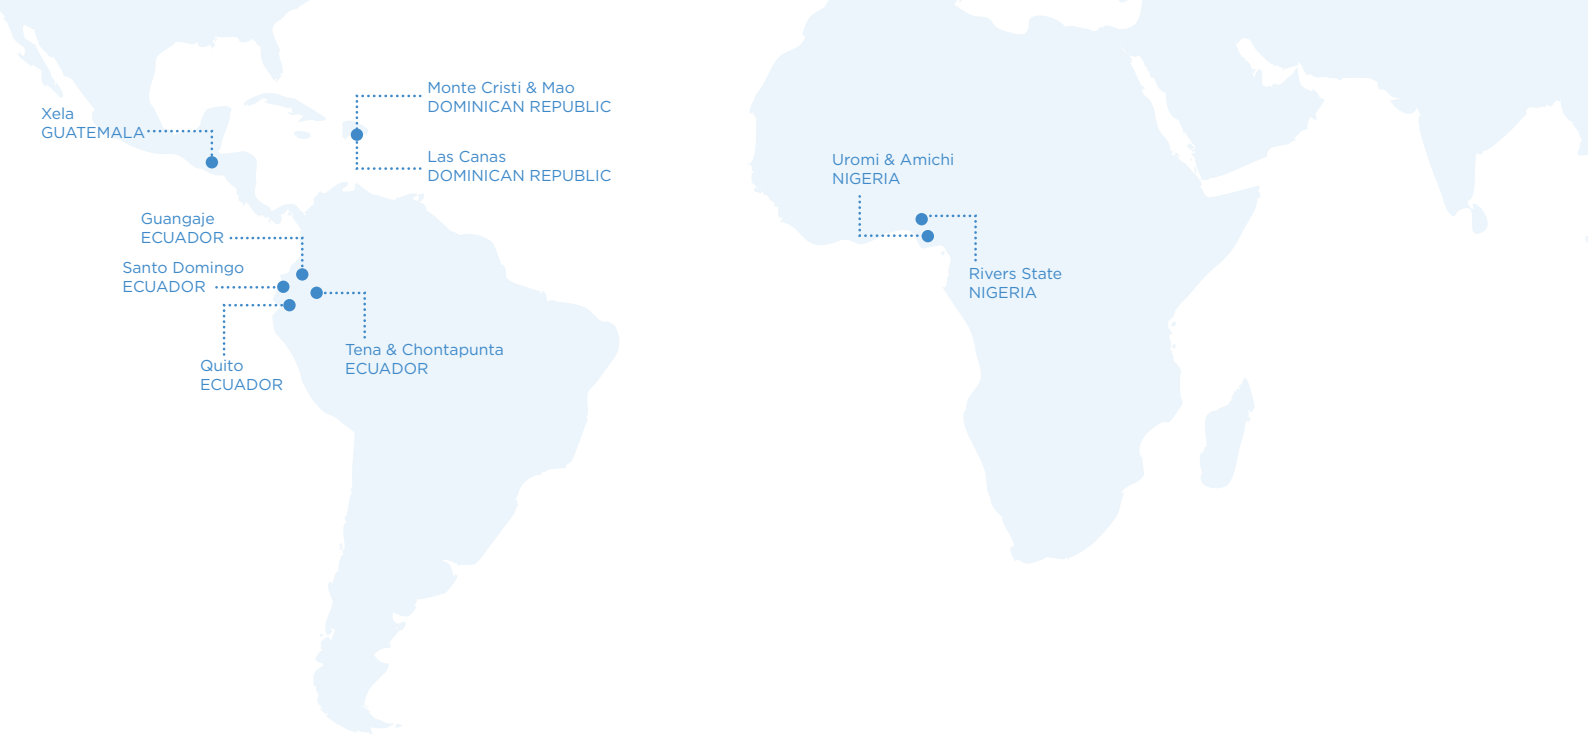 Monte Cristi & Mao
DOMINICAN REPUBLIC
Xela
GUATEMALA
Las Canas
DOMINICAN REPUBLIC
Uromi & Amichi
NIGERIA
Guangaje
ECUADOR
Santo Domingo
ECUADOR
Rivers State
NIGERIA
Tena & Chontapunta
ECUADOR
Quito
ECUADOR